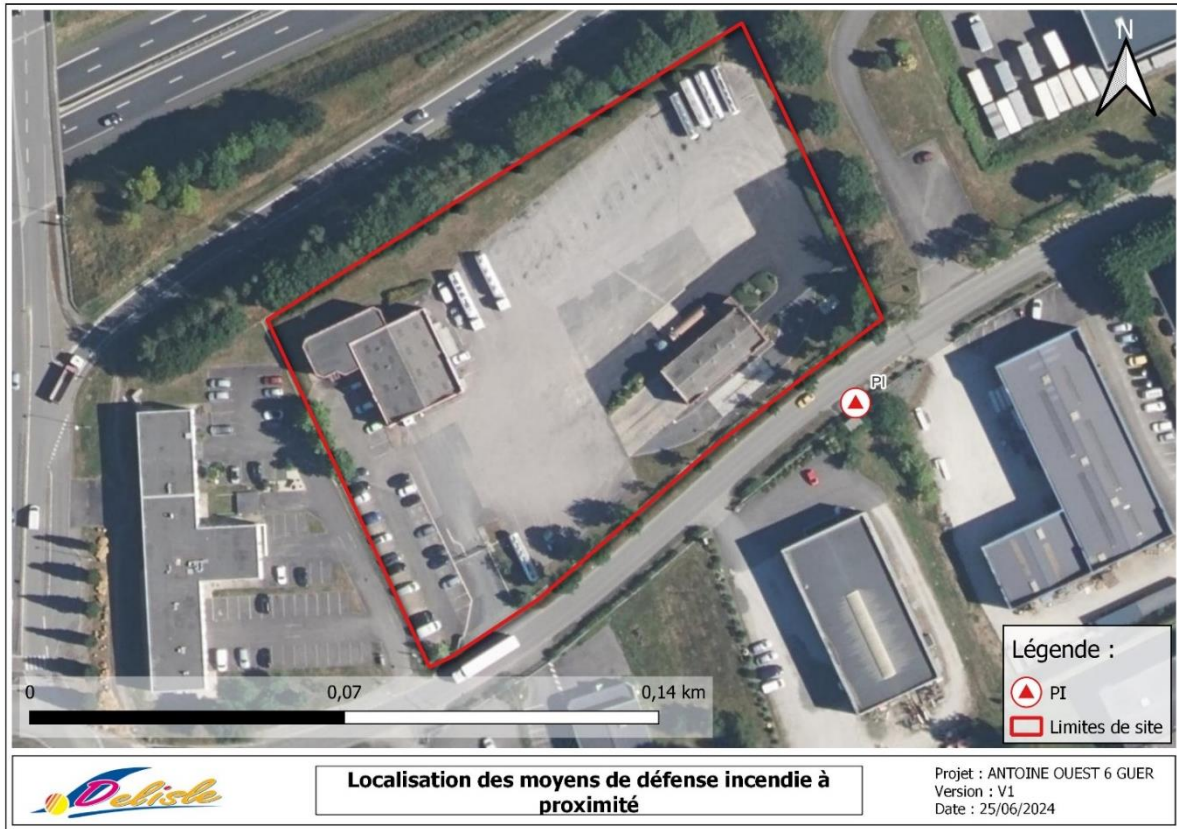 N
PI
Légende :
PI
Limites de site
0 0,07 0,14 km
Delisle
Localisation des moyens de défense incendie à
proximité
Projet : ANTOINE OUEST 6 GUER
Version : V1
Date : 25/06/2024